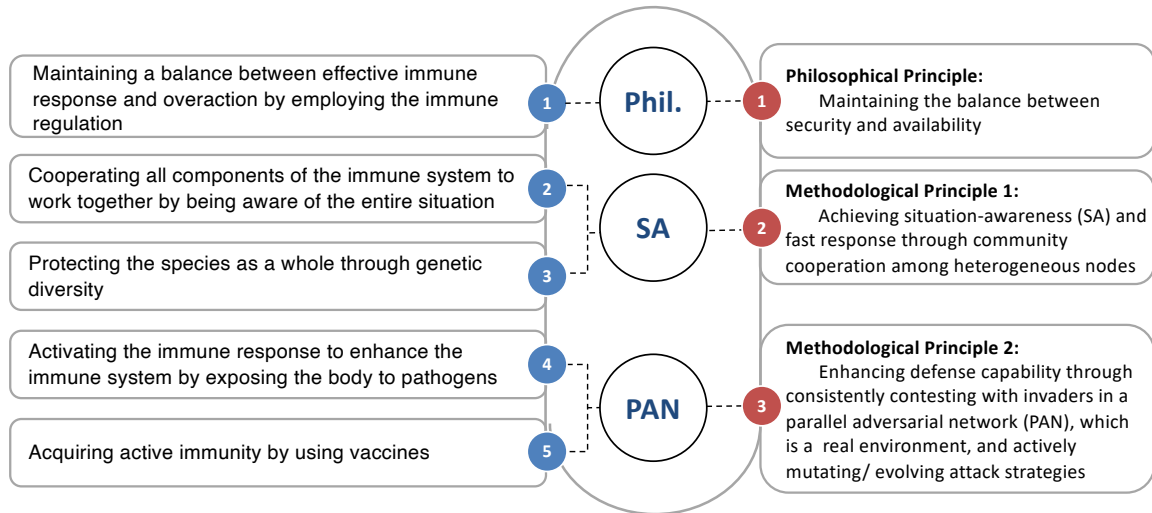 Maintaining a balance between effective immune
response and overaction by employing the immune
regulation
1
Phil.
1
Philosophical Principle:
Maintaining the balance between
security and availability
Cooperating all components of the immune system to
work together by being aware of the entire situation
2
Protecting the species as a whole through genetic
diversity
3
SA
2
Methodological Principle 1:
Achieving situation-awareness (SA) and
fast response through community
cooperation among heterogeneous nodes
Activating the immune response to enhance the
immune system by exposing the body to pathogens
4
Acquiring active immunity by using vaccines
5
PAN
3
Methodological Principle 2:
Enhancing defense capability through
consistently contesting with invaders in a
parallel adversarial network (PAN), which
is a real environment, and actively
mutating/ evolving attack strategies